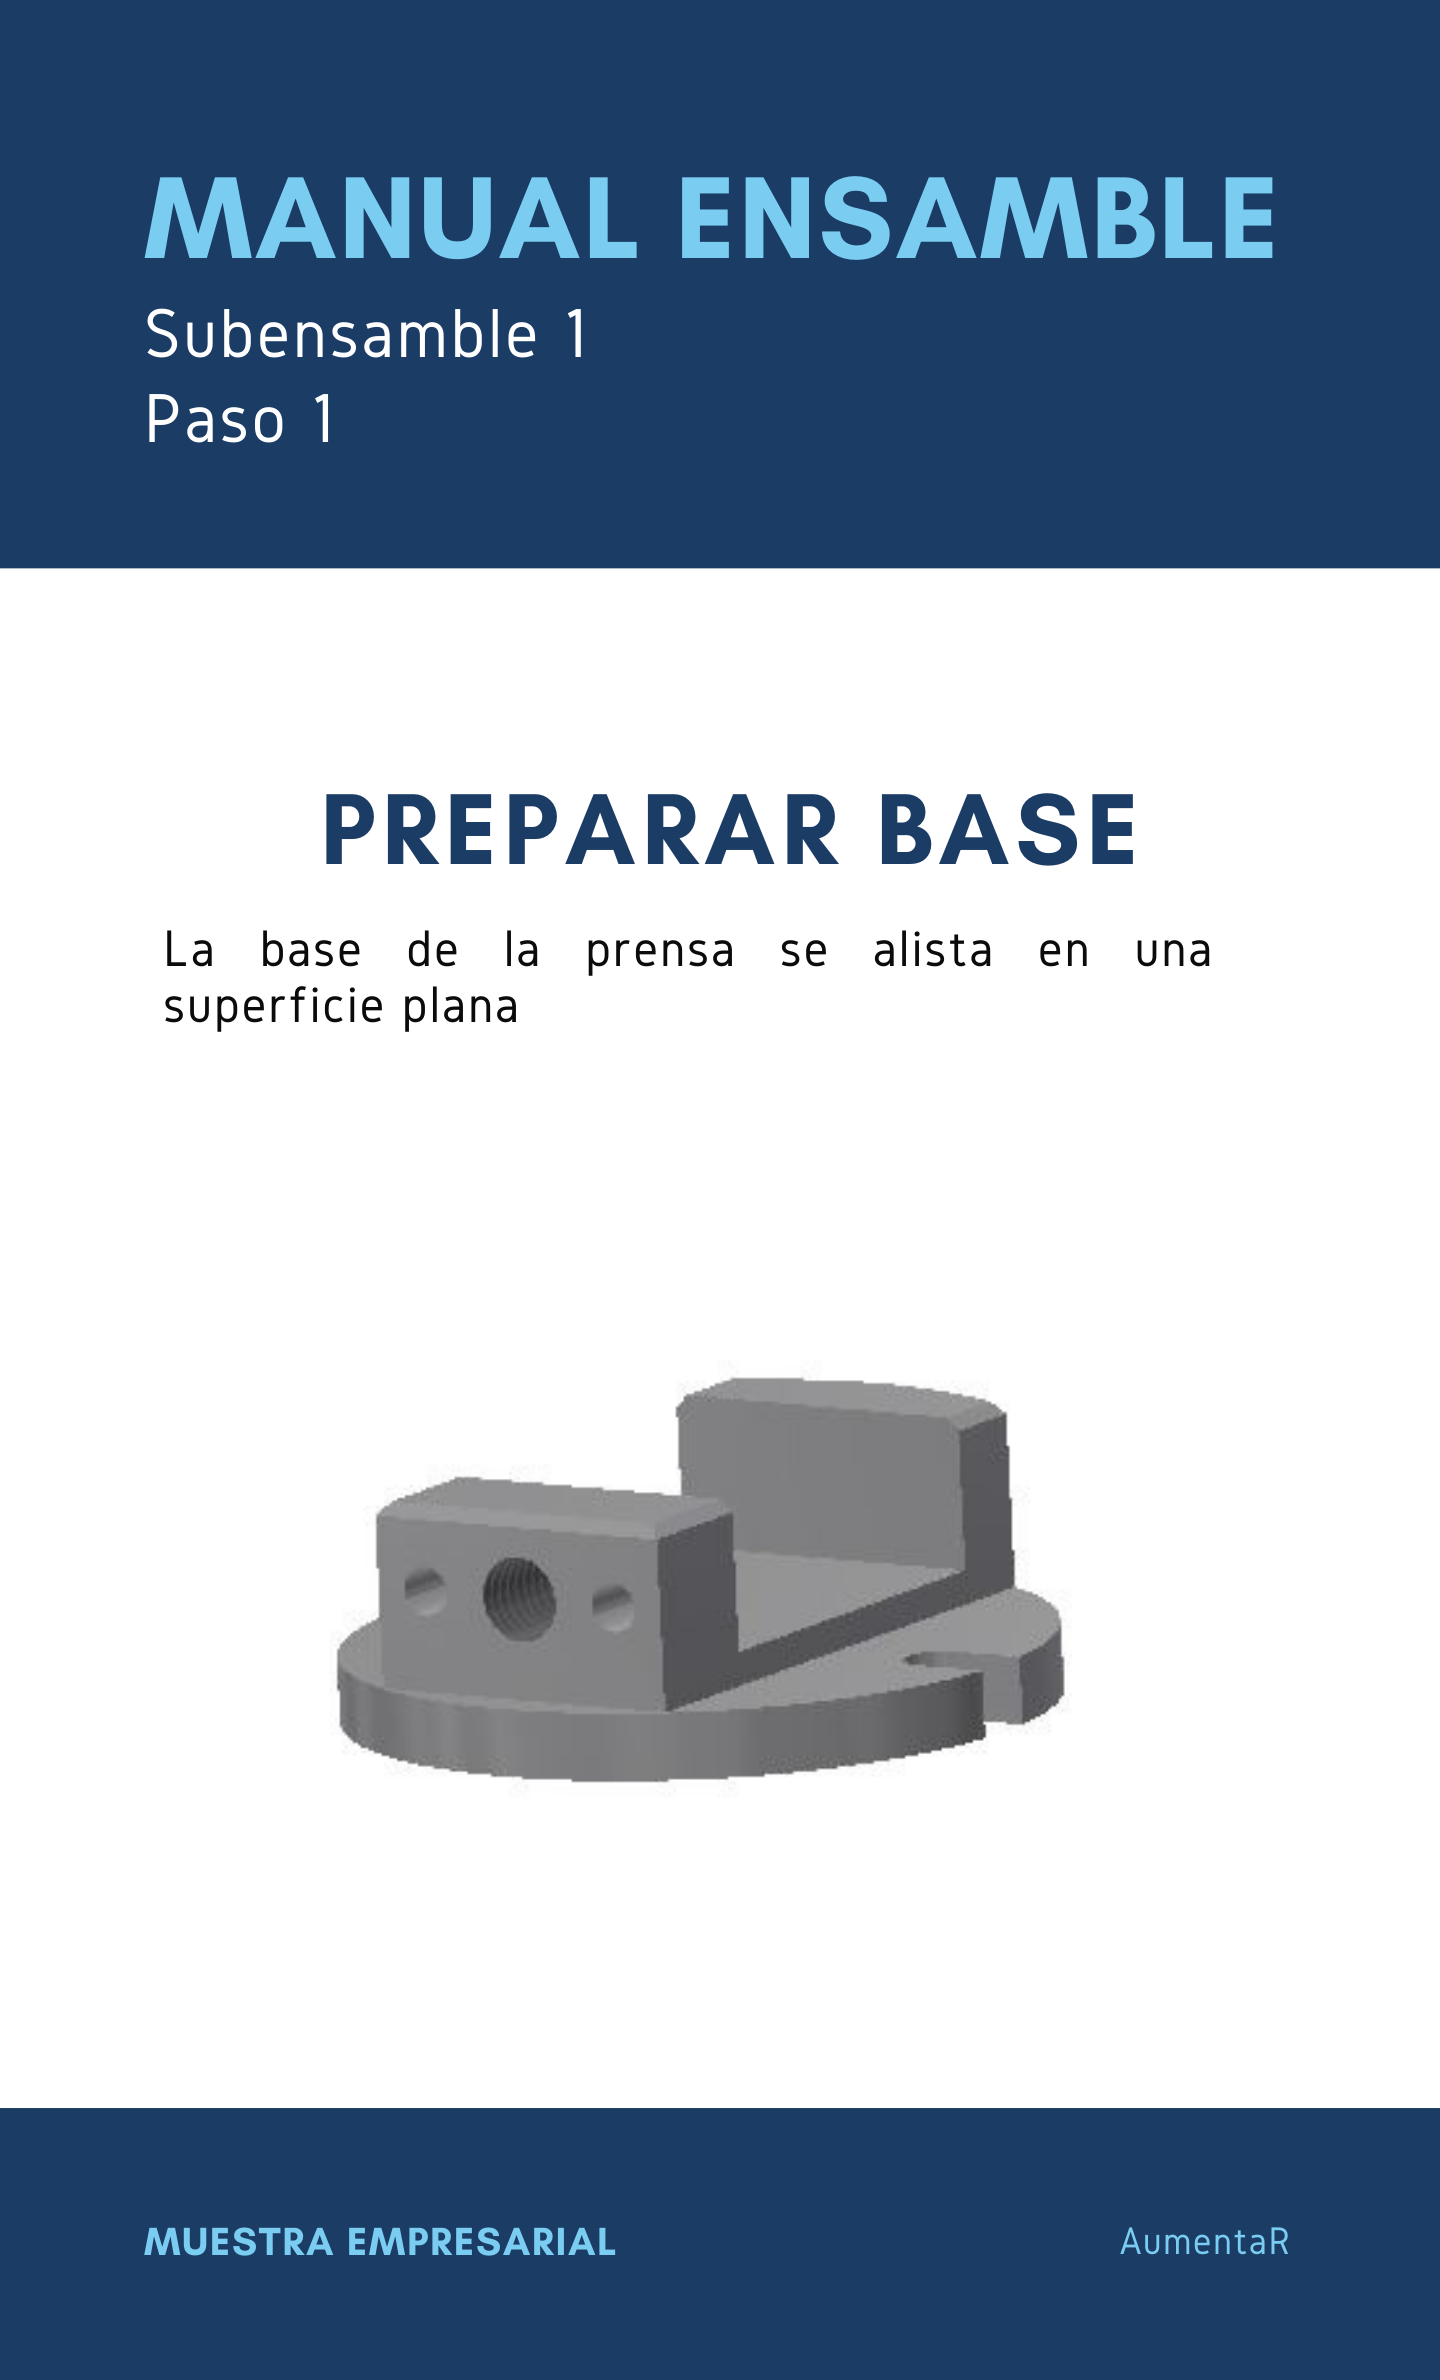 MANUAL ENSAMBLE
Subensamble 1
Paso 1
PREPARAR BASE
La base de la prensa se alista en una
superficie plana
MUESTRA EMPRESARIAL
AumentaR